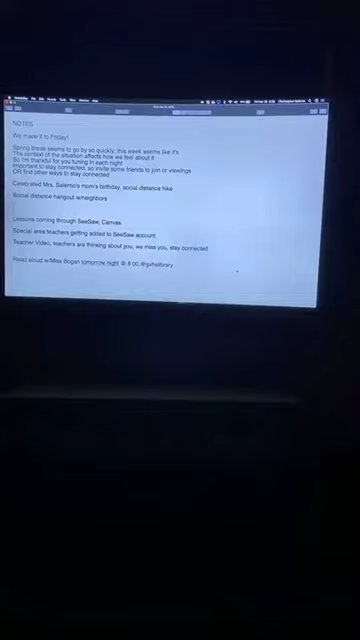 NOTES
We made it to Friday!
Spring break seems to go by so quickly, this week seems like it's
The context of the situation affects how we feel about it
So I'm thankful for you tuning in each night
Important to stay connected, so invite some friends to join or viewings
OR find other ways to stay connected
Celebrated Mrs. Salerno's mom's birthday, social distance hike
Social distance hangout w/neighbors
Lessons coming through SeeSaw, Canvas
Special area teachers getting added to SeeSaw account
Teacher Video, teachers are thinking about you, we miss you, stay connected
Read aloud w/Miss Bogan tomorrow night @ 8:00